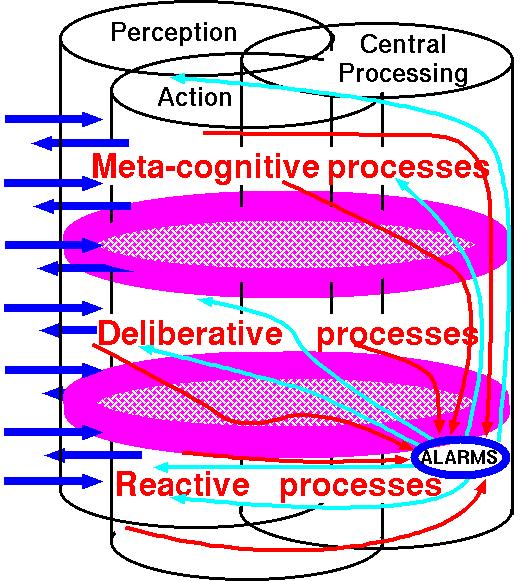 Perception
Central
Processing
Action
Meta-cognitive processes
Deliberative processes
ALARMS
Reactive processes